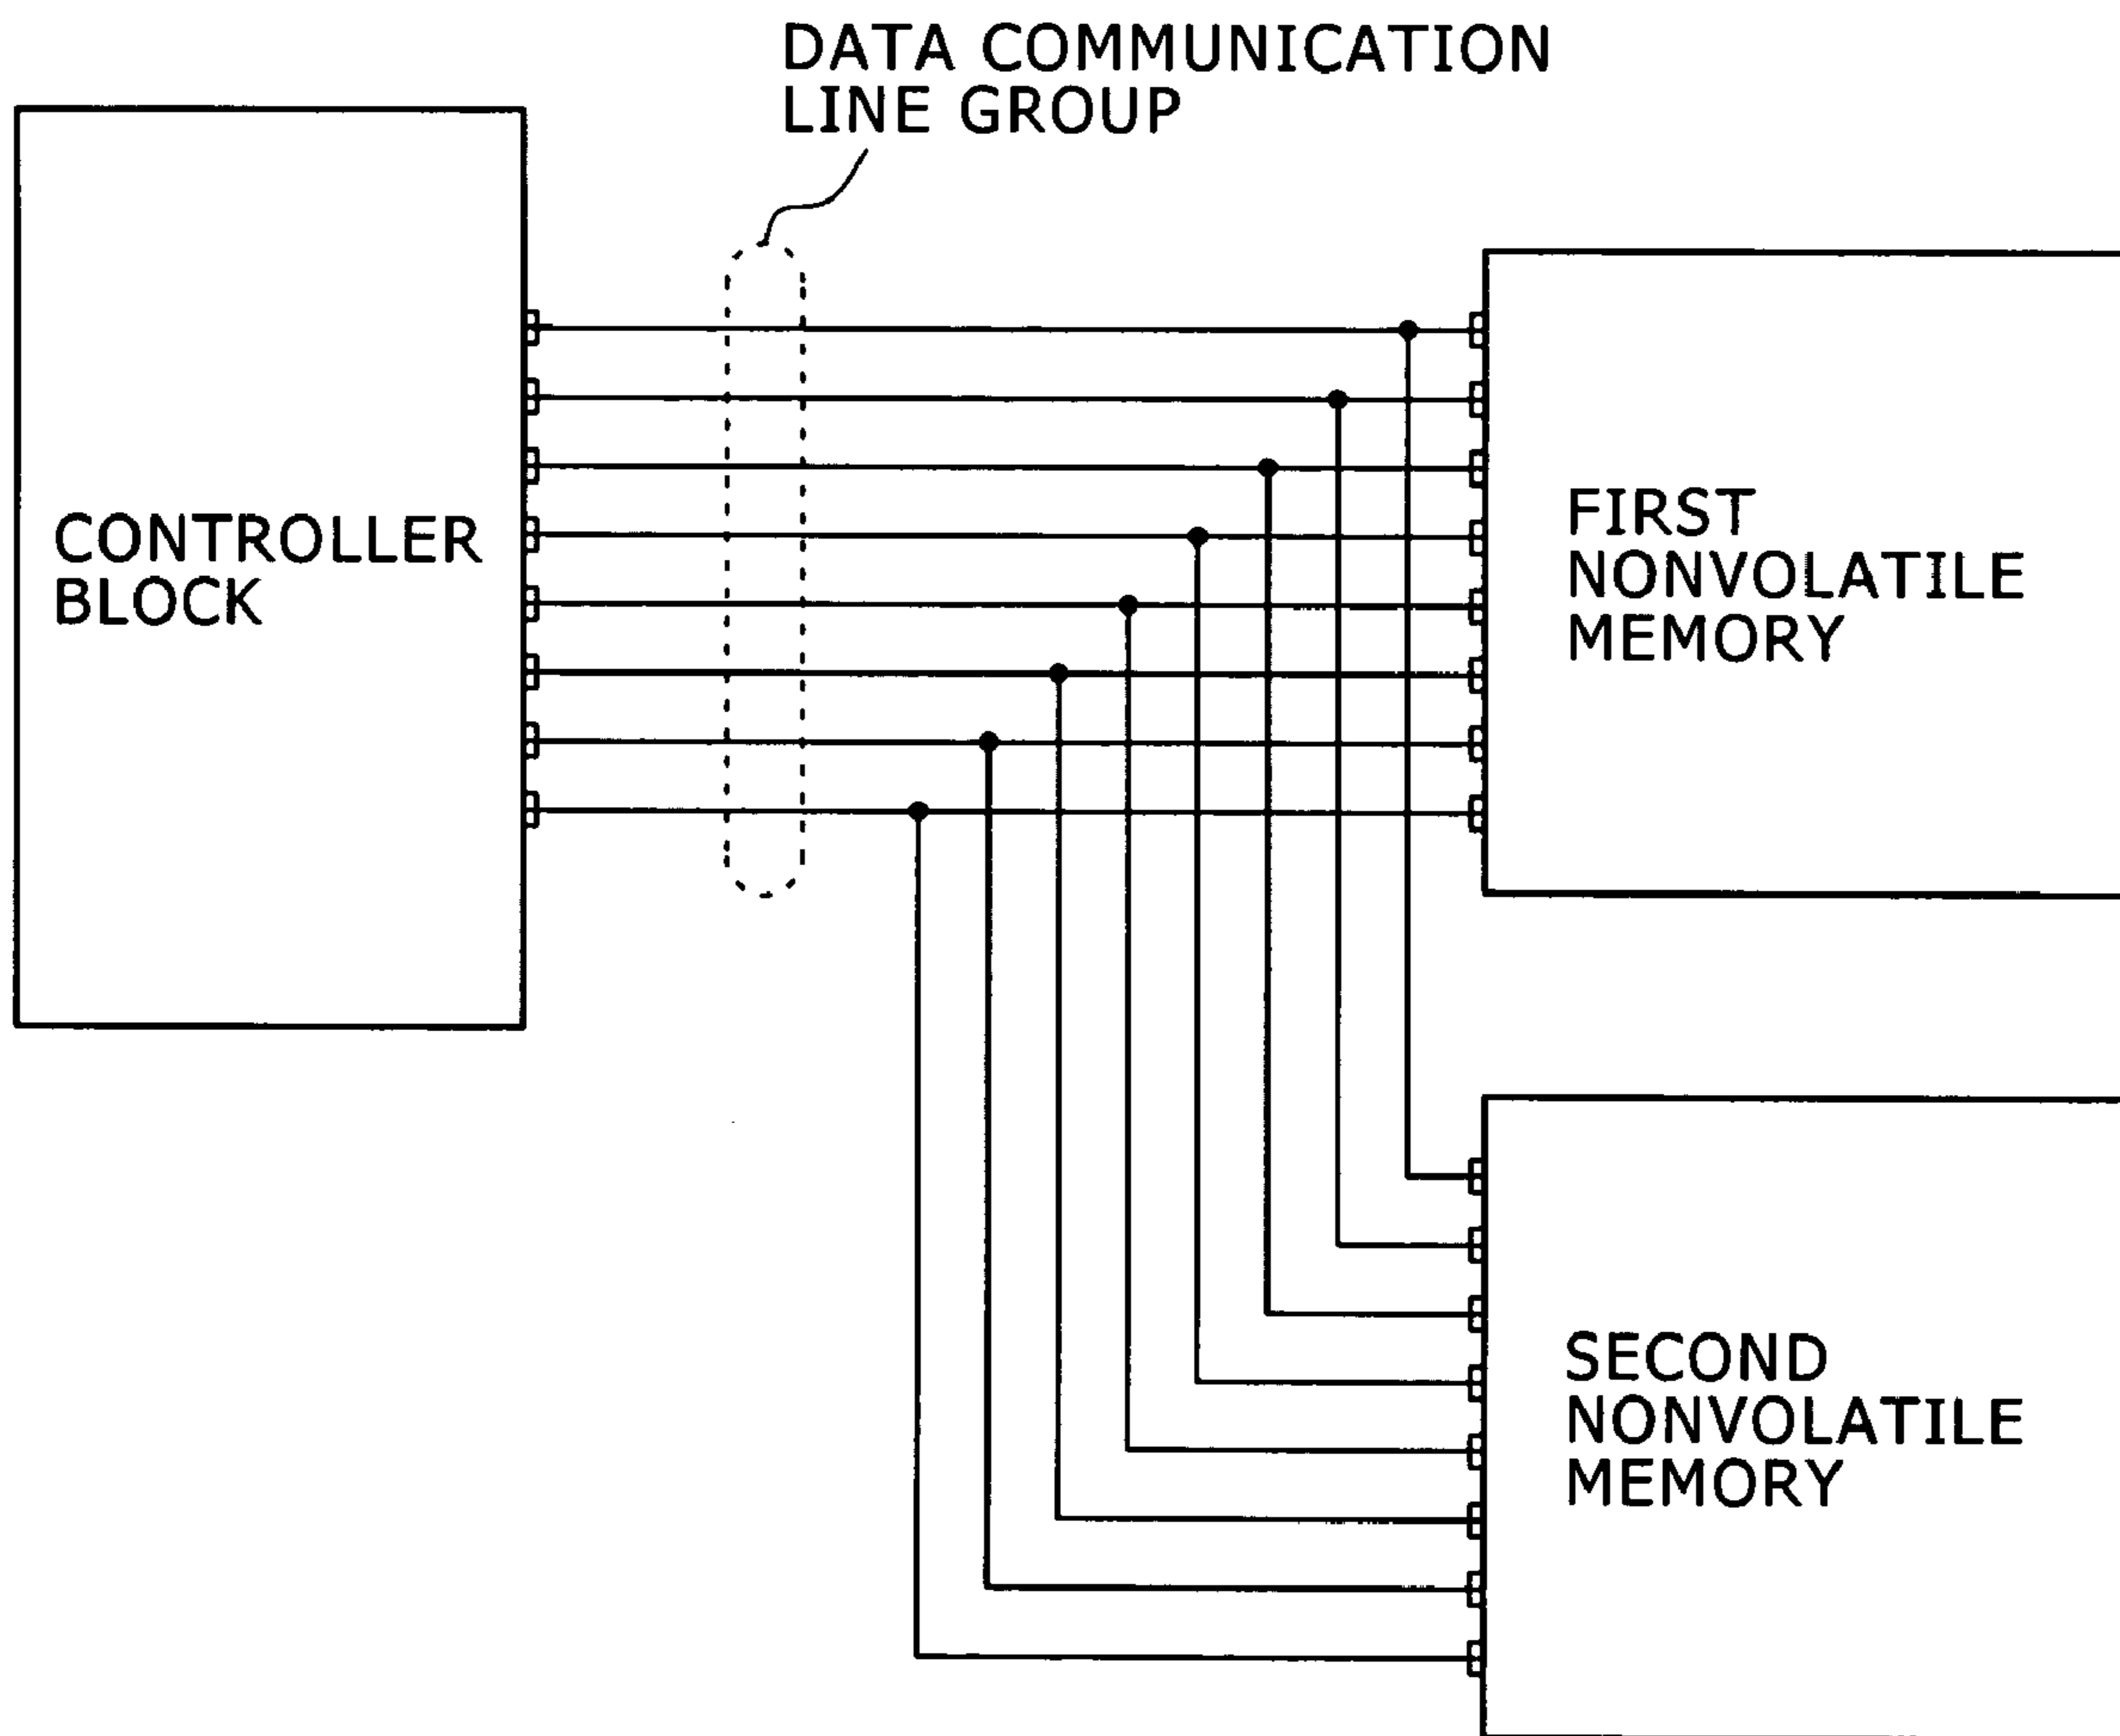 DATA COMMUNICATION
LINE GROUP
CONTROLLER
BLOCK
FIRST
NONVOLATILE
MEMORY
SECOND
NONVOLATILE
MEMORY